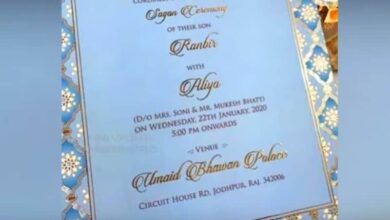 Sagan Ceremony
OF THEIR SON
Ranbir
WITH
Aliya
(D/O MRS. SONI & MR. MUKESH BHATT)
ON WEDNESDAY, 22ND JANUARY, 2020
5:00 PM ONWARDS
VENUE
Umaid Bhawan Palace
CIRCUIT HOUSE RD, JODHPUR, RAJ. 342006